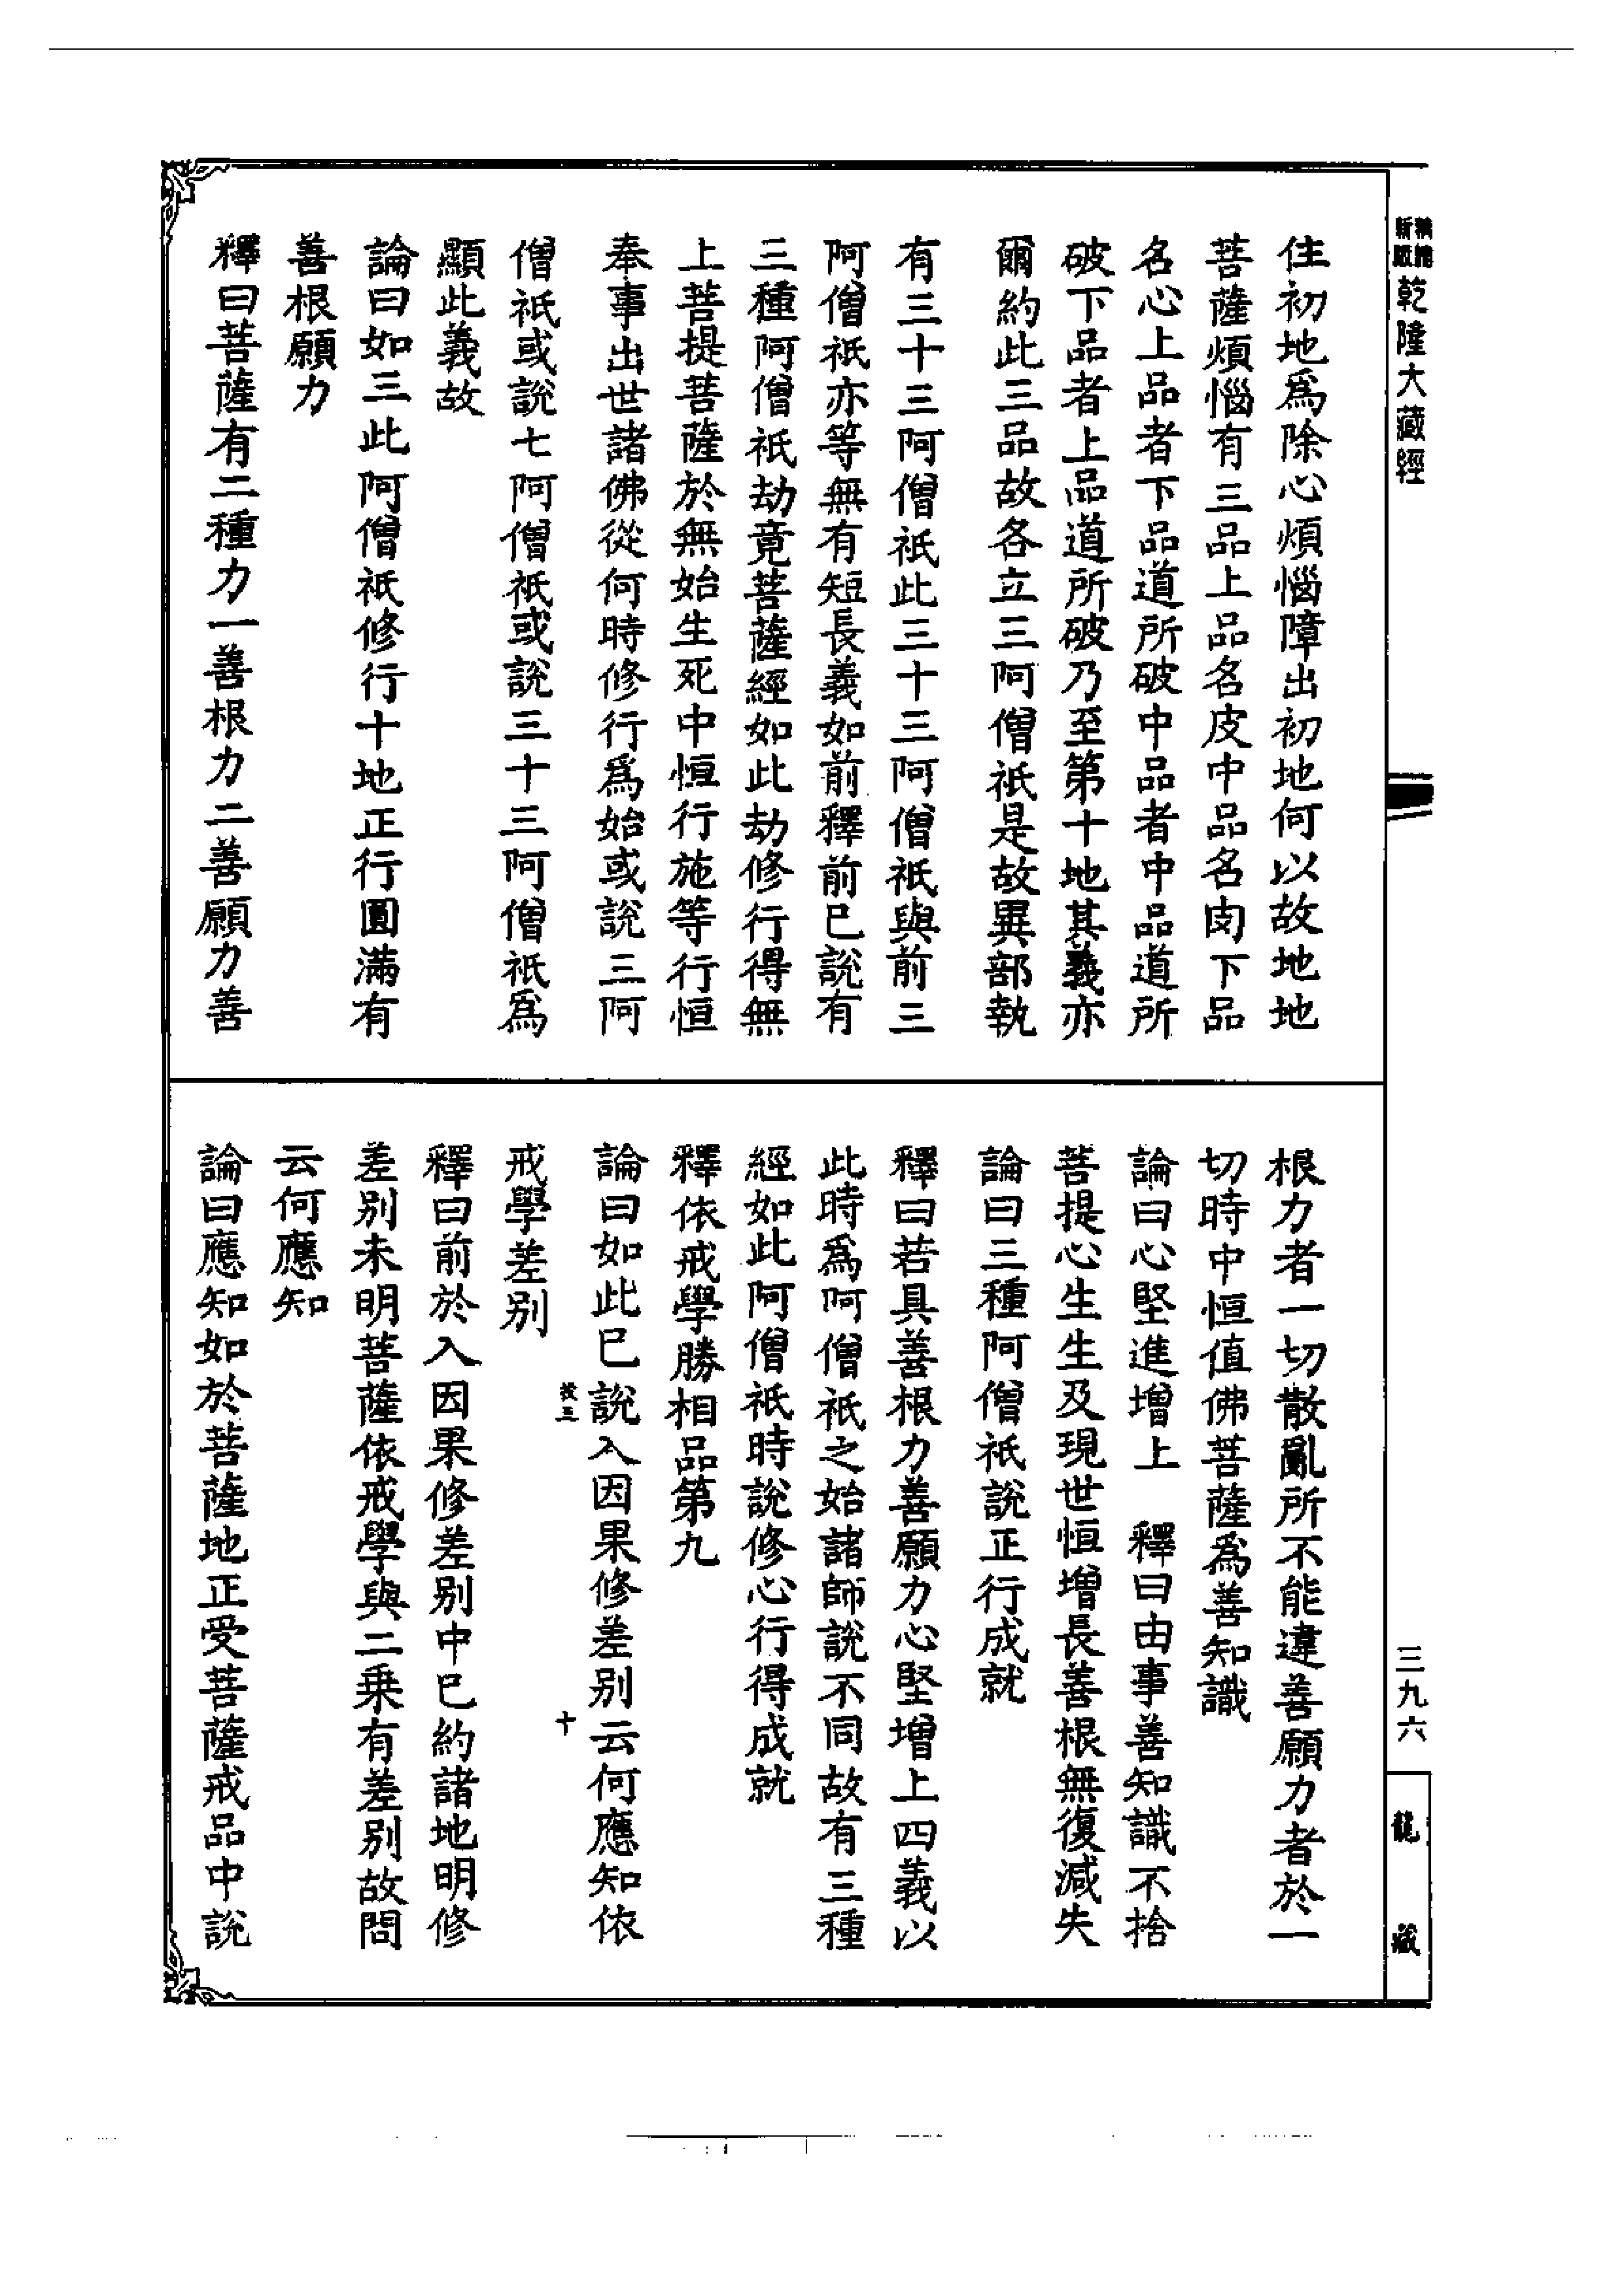 乾隆大藏經
住初地爲除心煩惱障出初地何以故地地
菩薩煩惱有三品上品名皮中品名肉下品
名心上品者下品道所破中品者中品道所
破下品者上品道所破乃至第十地其義亦
爾約此三品故各立三阿僧祇是故異部執
有三十三阿僧祇此三十三阿僧祇與前三
阿僧祇亦等無有短長義如前釋前已說有
三種阿僧祇劫竟菩薩經如此劫修行得無
上菩提菩薩於無始生死中恒行施等行恒
奉事出世諸佛從何時修行爲始或說三阿
僧祇或說七阿僧祇或說三十三阿僧祇爲
顯此義故
論曰如三此阿僧祇修行十地正行圓滿有
善根願力
釋曰菩薩有二種力一善根力二善願力善
根力者一切散亂所不能違善願力者於一
切時中恒值佛菩薩爲善知識
論曰心堅進增上　釋曰由事善知識不捨
菩提心生生及現世恒增長善根無復減失
論曰三種阿僧祇說正行成就
釋曰若具善根力善願力心堅增上四義以
此時爲阿僧祇之始諸師說不同故有三種
經如此阿僧祇時說修心行得成就
釋依戒學勝相品第九
論曰如此已說入因果修差別云何應知依
十
戒學差別
釋曰前於入因果修差別中已約諸地明修
差別未明菩薩依戒學與二乘有差別故問
云何應知
論曰應知如於菩薩地正受菩薩戒品中說
三九六
龍藏